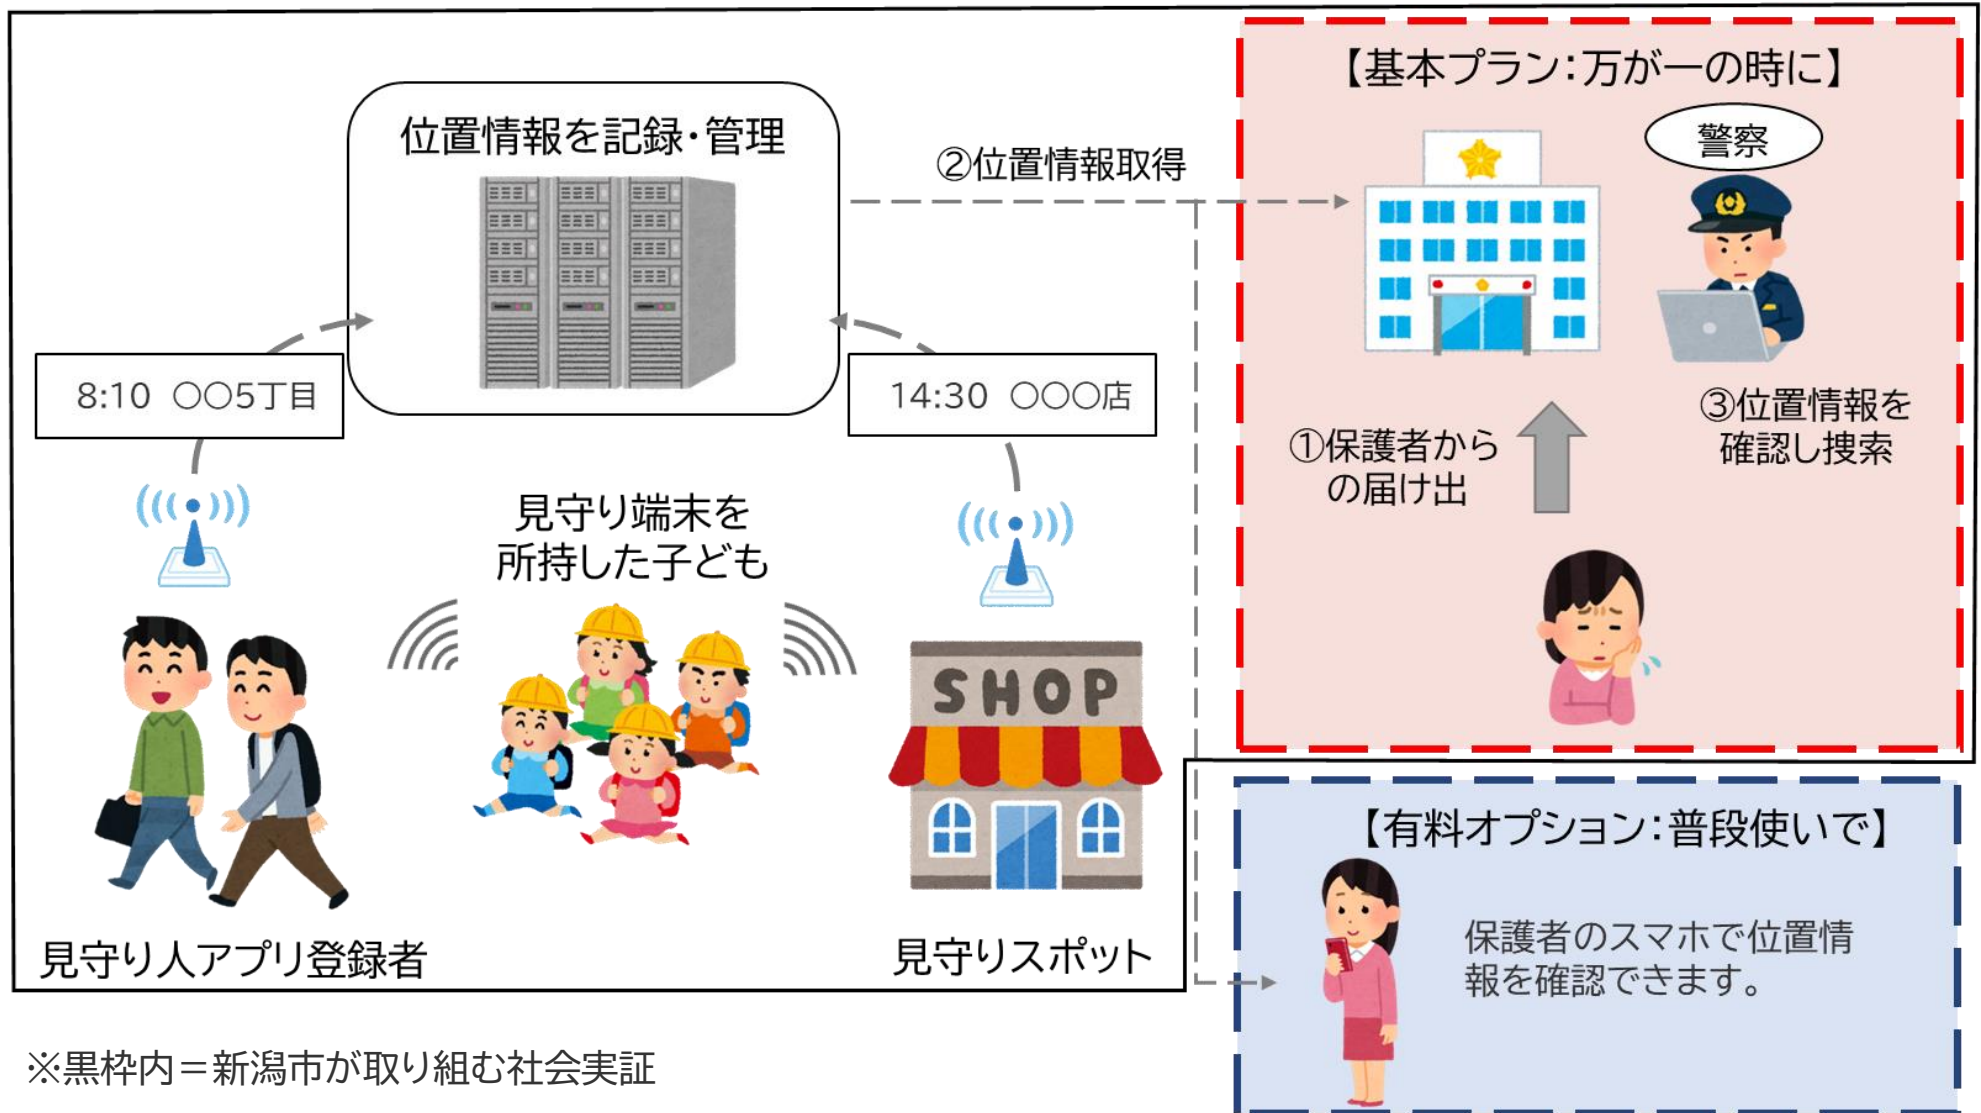 【基本プラン：万が一の時に】
位置情報を記録・管理
警察
②位置情報取得
8:10 〇〇5丁目
14:30 〇〇〇店
①保護者から
の届け出
③位置情報を
確認し捜索
見守り端末を
所持した子ども
SHOP
見守り人アプリ登録者
見守りスポット
【有料オプション：普段使いで】
保護者のスマホで位置情
報を確認できます。
※黒枠内＝新潟市が取り組む社会実証